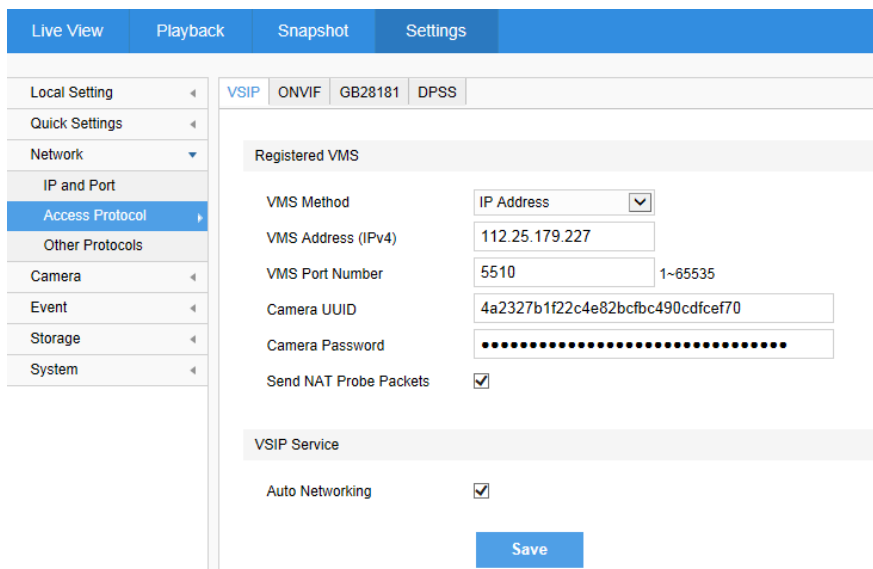 Live View Playback Snapshot Settings
Local Setting
Quick Settings
Network
IP and Port
Access Protocol
Other Protocols
Camera
Event
Storage
System
VSIP ONVIF GB28181 DPSS
Registered VMS
VMS Method IP Address
VMS Address (IPv4) 112.25.179.227
VMS Port Number 5510 1~65535
Camera UUID 4a2327b1f22c4e82bcfbc490cdfcef70
Camera Password ••••••••••••••••••••••••••••••••
Send NAT Probe Packets
VSIP Service
Auto Networking
Save